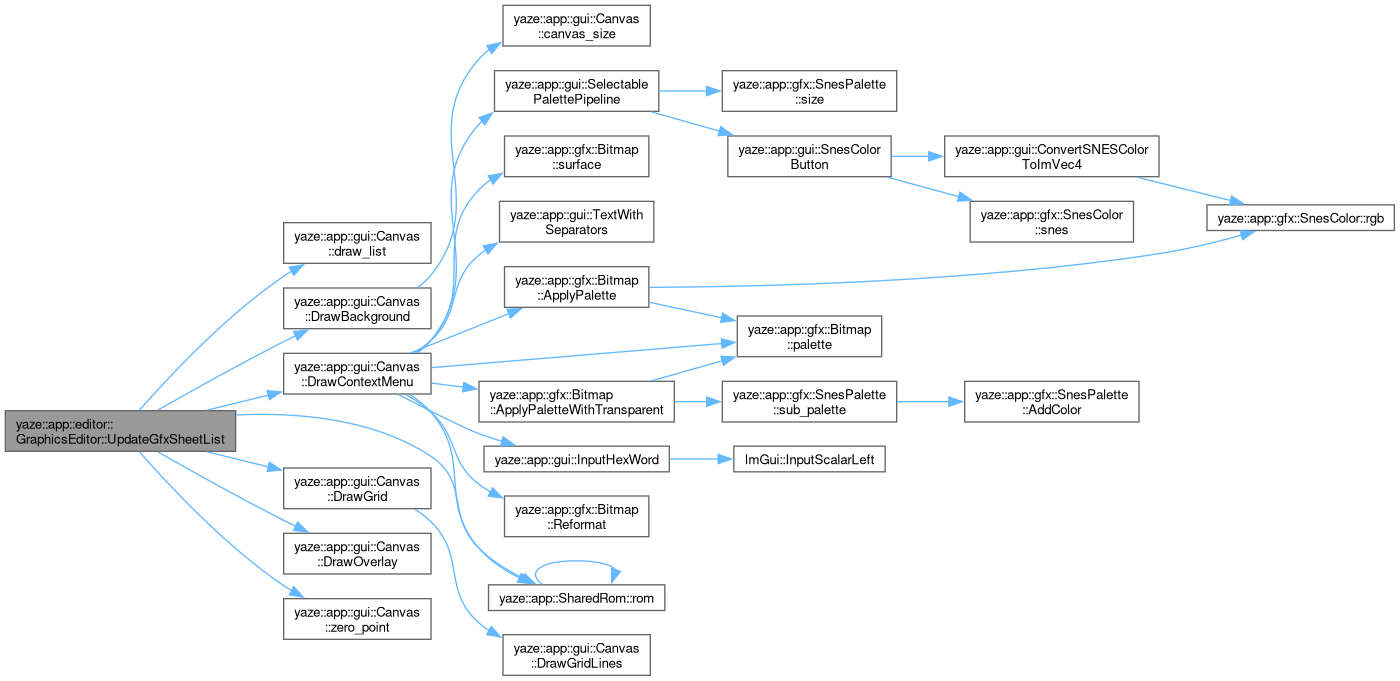 yaze::app::editor::
GraphicsEditor::UpdateGfxSheetList
yaze::app::gui::Canvas
::draw_list
yaze::app::gui::Canvas
::DrawBackground
yaze::app::gui::Canvas
::DrawContextMenu
yaze::app::gui::Canvas
::DrawGrid
yaze::app::gui::Canvas
::DrawOverlay
yaze::app::gui::Canvas
::zero_point
yaze::app::gui::Canvas
::canvas_size
yaze::app::gui::Selectable
PalettePipeline
yaze::app::gfx::Bitmap
::surface
yaze::app::gui::TextWith
Separators
yaze::app::gfx::Bitmap
::ApplyPalette
yaze::app::gfx::Bitmap
::ApplyPaletteWithTransparent
yaze::app::gui::InputHexWord
yaze::app::gfx::Bitmap
::Reformat
yaze::app::SharedRom::rom
yaze::app::gui::Canvas
::DrawGridLines
yaze::app::gfx::SnesPalette
::size
yaze::app::gui::SnesColor
Button
yaze::app::gfx::Bitmap
::palette
yaze::app::gfx::SnesPalette
::sub_palette
ImGui::InputScalarLeft
yaze::app::gui::ConvertSNESColor
ToImVec4
yaze::app::gfx::SnesColor
::snes
yaze::app::gfx::SnesPalette
::AddColor
yaze::app::gfx::SnesColor::rgb